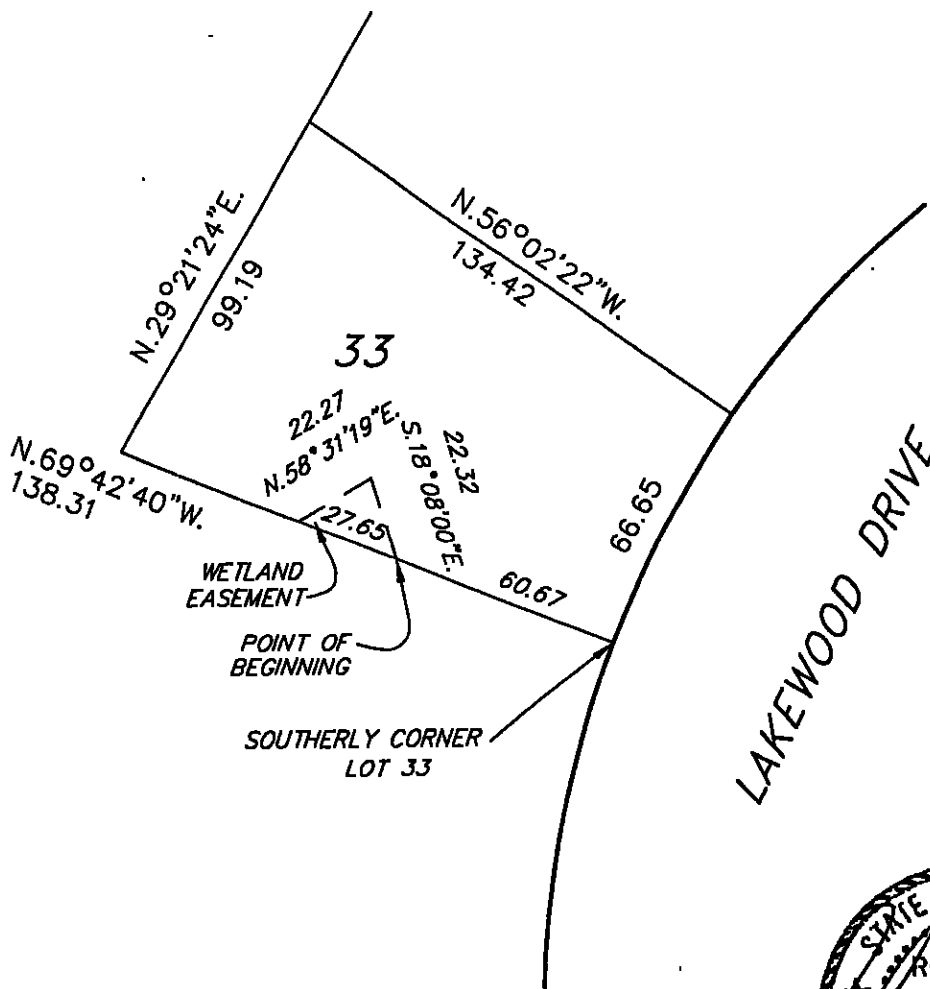 N.29°21'24"E.
99.19
N.56°02'22"W.
134.42
33
22.27
N.58°31'19"E.
22.32
S.18°08'00"E.
N.69°42'40"W.
138.31
27.65
60.67
66.65
WETLAND
EASEMENT
POINT OF
BEGINNING
SOUTHERLY CORNER
LOT 33
LAKEWOOD DRIVE
STATE